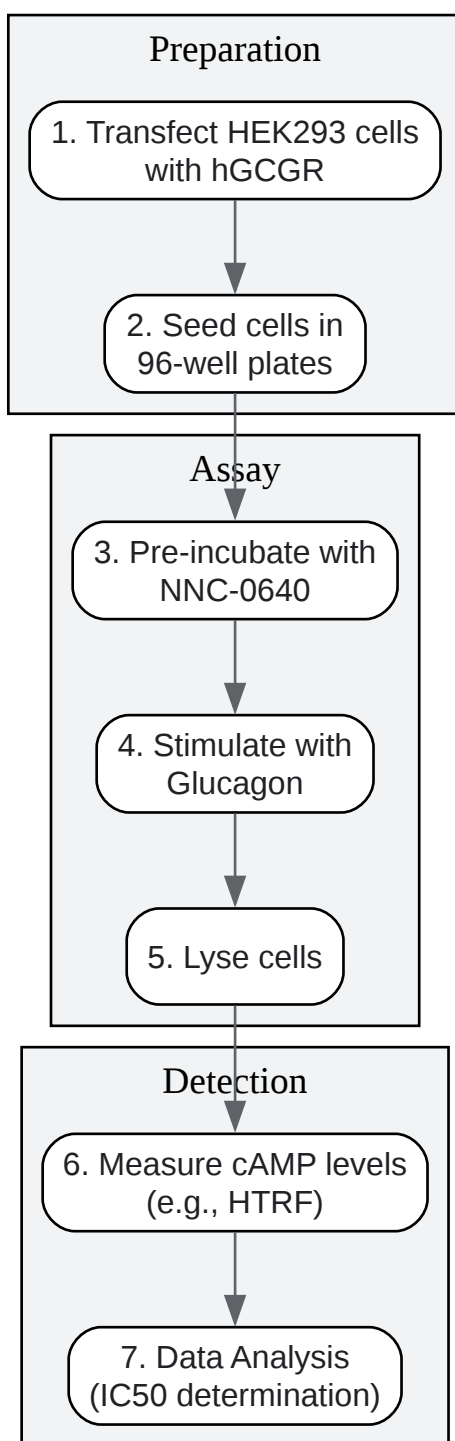 Preparation
1. Transfect HEK293 cells
with hGCGR
2. Seed cells in
96-well plates
Assay
3. Pre-incubate with
NNC-0640
4. Stimulate with
Glucagon
5. Lyse cells
Detection
6. Measure cAMP levels
(e.g., HTRF)
7. Data Analysis
(IC50 determination)